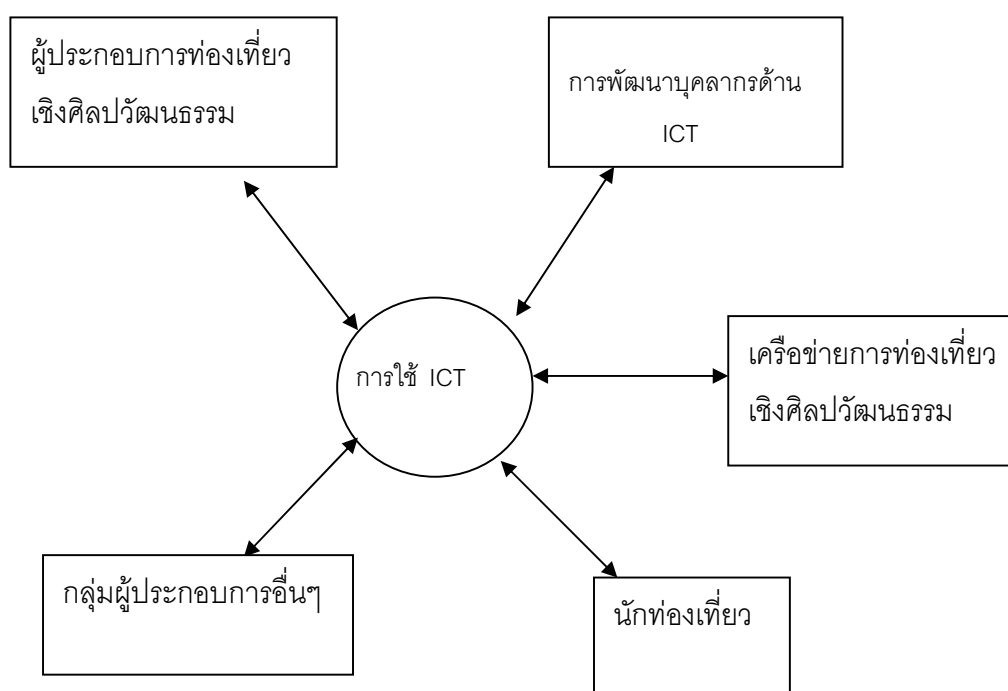 ผู้ประกอบการท่องเที่ยว
เชิงศิลปวัฒนธรรม
การพัฒนาบุคลากรด้าน
ICT
การใช้ ICT
เครือข่ายการท่องเที่ยว
เชิงศิลปวัฒนธรรม
กลุ่มผู้ประกอบการอื่นๆ
นักท่องเที่ยว